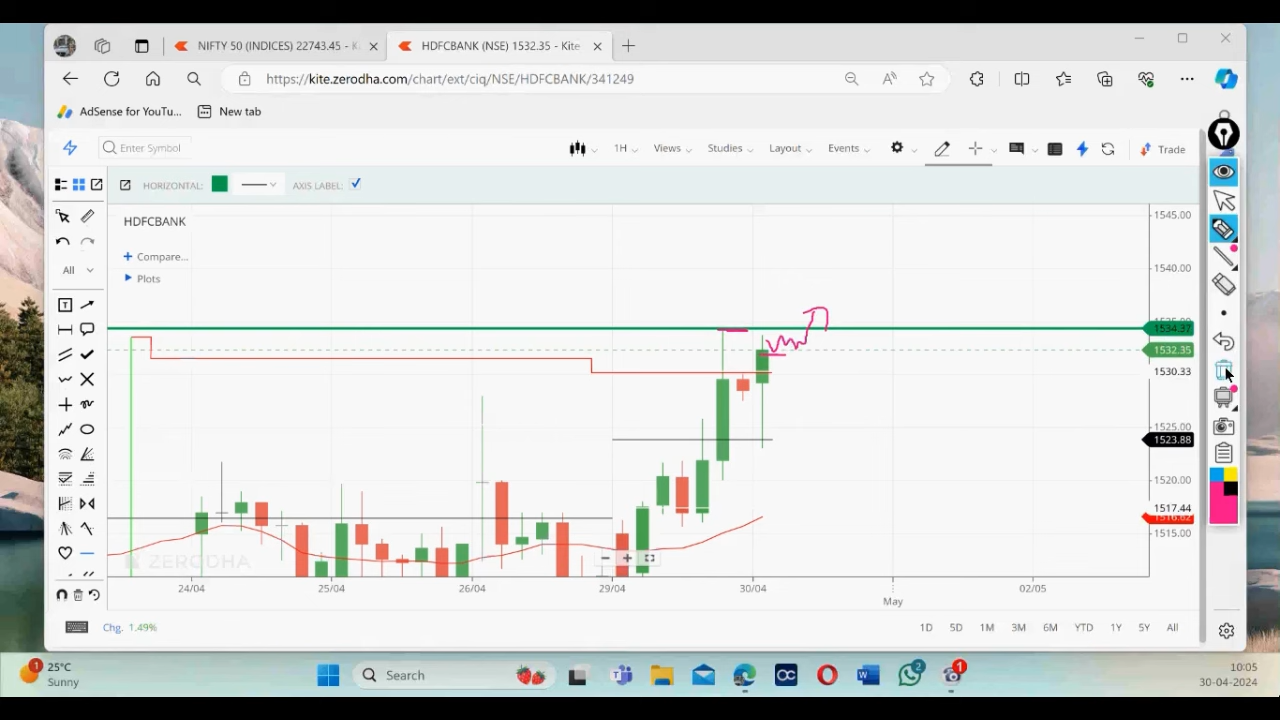 NIFTY 50 (INDICES) 22743.45 - K
HDFCBANK (NSE) 1532.35 - Kite
https://kite.zerodha.com/chart/ext/ciq/NSE/HDFCBANK/341249
AdSense for YouTu...
New tab
Enter Symbol
1H
Views
Studies
Layout
Events
Trade
HORIZONTAL:
AXIS LABEL:
HDFCBANK
Compare...
Plots
All
1545.00
1540.00
1534.37
1532.35
1530.33
1525.00
1523.88
1520.00
1517.44
1515.00
ZERODHA
24/04
25/04
26/04
29/04
30/04
May
02/05
Chg. 1.49%
1D 5D 1M 3M 6M YTD 1Y 5Y All
25°C
Sunny
1
Search
2
1
10:05
30-04-2024